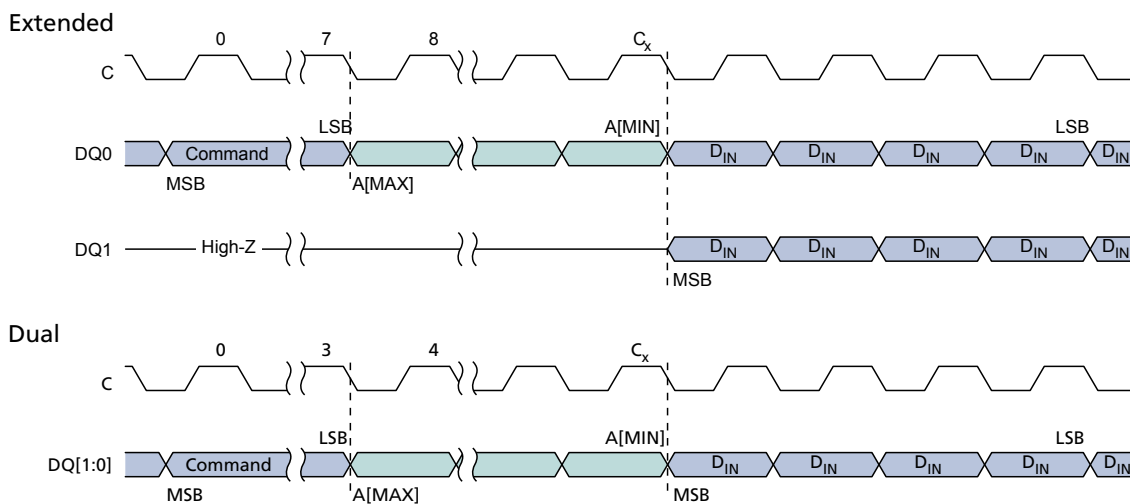 Extended
0 7 8 Cx
C
LSB A[MIN] LSB
DQ0 Command DIN DIN DIN DIN DIN
MSB A[MAX]
DQ1 High-Z DIN DIN DIN DIN DIN
MSB
Dual
0 3 4 Cx
C
LSB A[MIN] LSB
DQ[1:0] Command DIN DIN DIN DIN DIN
MSB A[MAX] MSB